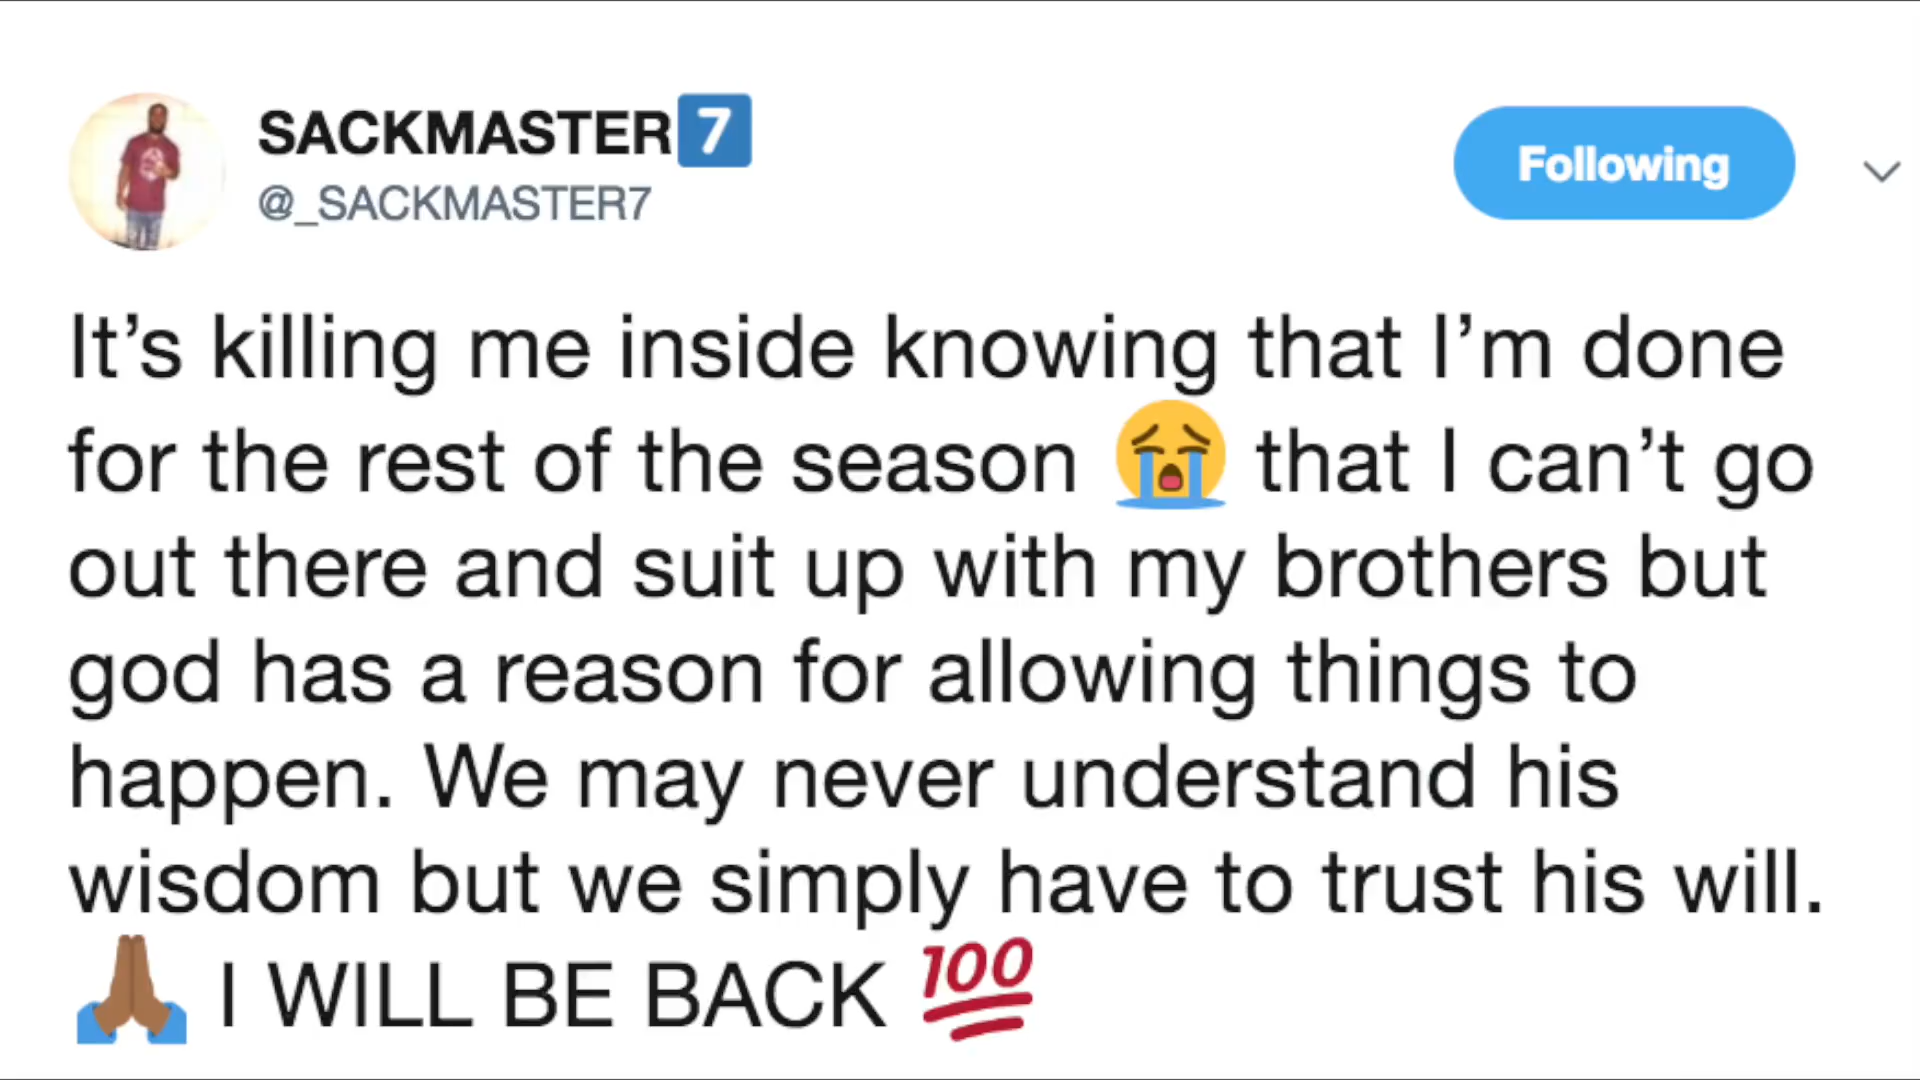 SACKMASTER7️⃣
@_SACKMASTER7
Following
It’s killing me inside knowing that I’m done
for the rest of the season 😭 that I can’t go
out there and suit up with my brothers but
god has a reason for allowing things to
happen. We may never understand his
wisdom but we simply have to trust his will.
🙏🏾 I WILL BE BACK 💯